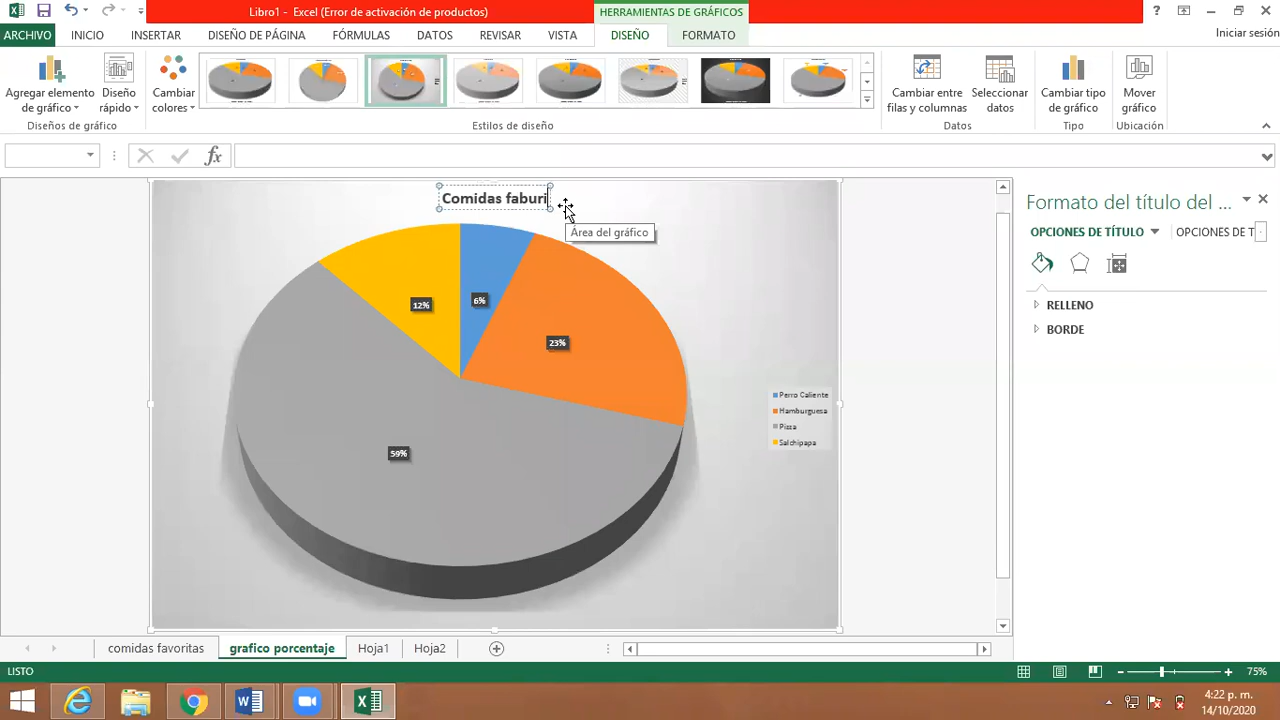 Libro1 - Excel (Error de activación de productos)
HERRAMIENTAS DE GRÁFICOS
?
ARCHIVO INICIO INSERTAR DISEÑO DE PÁGINA FÓRMULAS DATOS REVISAR VISTA DISEÑO FORMATO Iniciar sesión
Agregar elemento de gráfico
Diseño rápido
Cambiar colores
Cambiar entre filas y columnas
Seleccionar datos
Cambiar tipo de gráfico
Mover gráfico
Diseños de gráfico Estilos de diseño Datos Tipo Ubicación
fx
Comidas faburi
Área del gráfico
6%
12%
23%
59%
Perro Caliente
Hamburguesa
Pizza
Salchipapa
Formato del título del ...
OPCIONES DE TÍTULO OPCIONES DE T
RELLENO
BORDE
comidas favoritas grafico porcentaje Hoja1 Hoja2
LISTO 75%
4:22 p. m.
14/10/2020